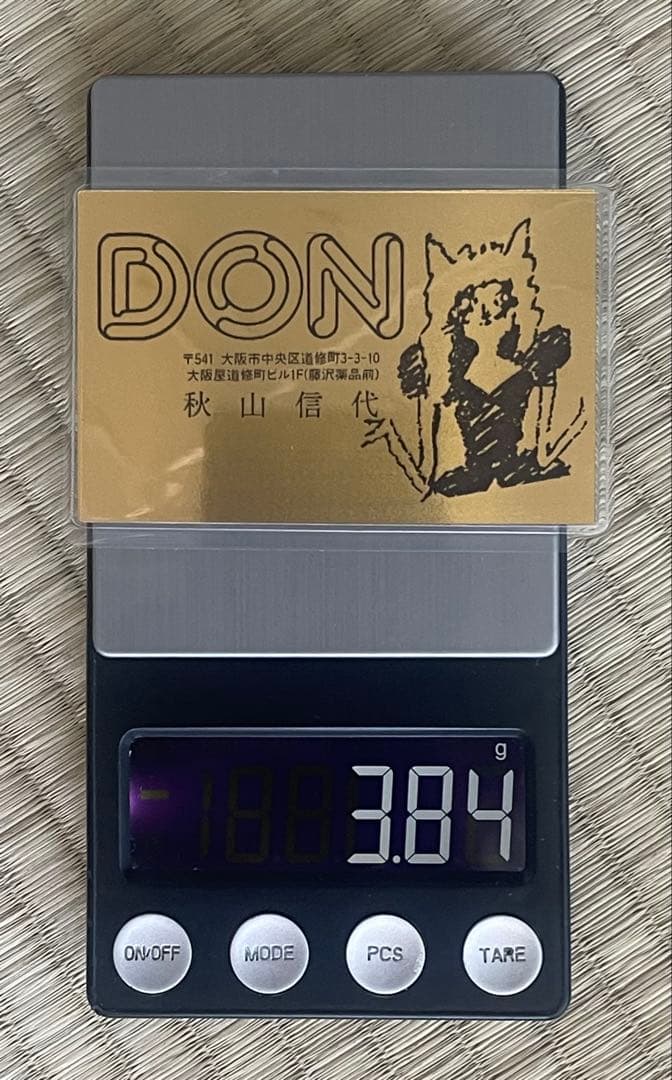 DON
〒541 大阪市中央区道修町3-3-10
大阪屋道修町ビル1F(藤沢薬品前)
秋山信代
g
3.84
ON/OFF MODE PCS TARE